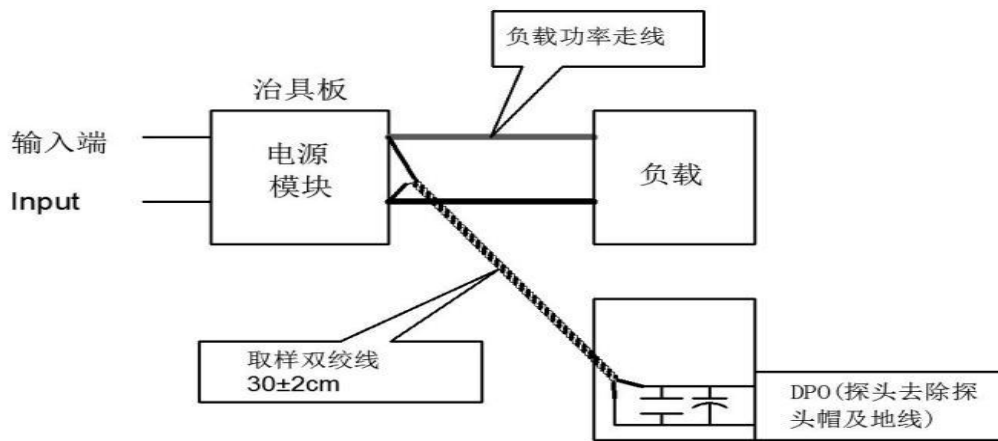 负载功率走线
治具板
输入端
Input
电源
模块
负载
取样双绞线
30±2cm
DPO(探头去除探
头帽及地线)